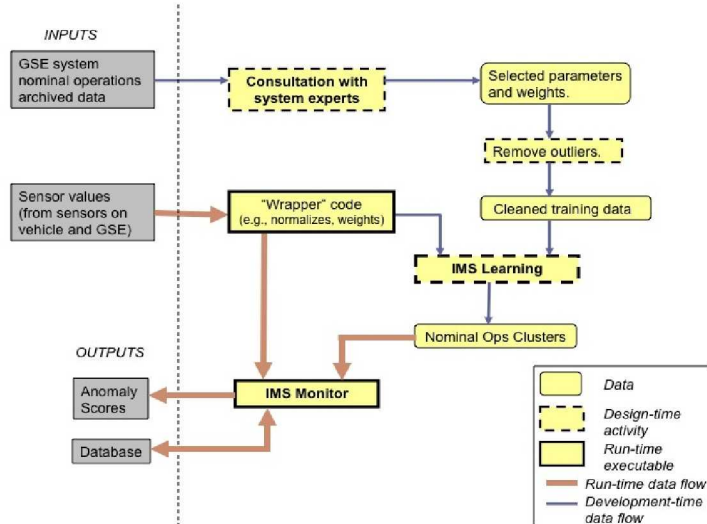 INPUTS
GSE system
nominal operations
archived data
Consultation with
system experts
Selected parameters
and weights.
Remove outliers.
Sensor values
(from sensors on
vehicle and GSE)
"Wrapper" code
(e.g., normalizes, weights)
Cleaned training data
IMS Learning
Nominal Ops Clusters
OUTPUTS
Anomaly
Scores
IMS Monitor
Database
Data
Design-time
activity
Run-time
executable
Run-time data flow
Development-time
data flow